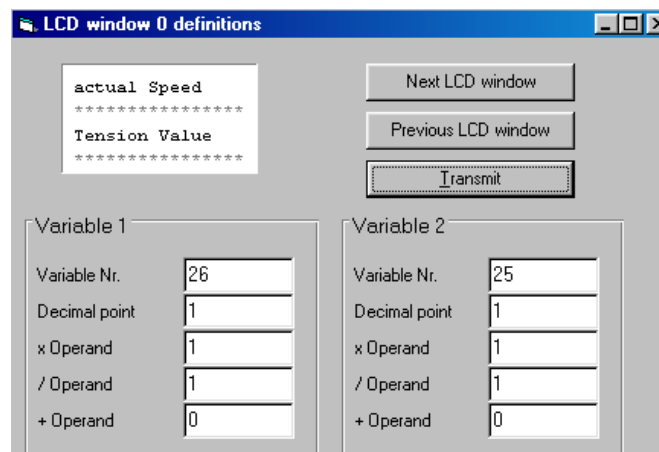 LCD window 0 definitions
actual Speed
****************
Tension Value
****************
Next LCD window
Previous LCD window
Transmit
Variable 1
Variable Nr. 26
Decimal point 1
x Operand 1
/ Operand 1
+ Operand 0
Variable 2
Variable Nr. 25
Decimal point 1
x Operand 1
/ Operand 1
+ Operand 0